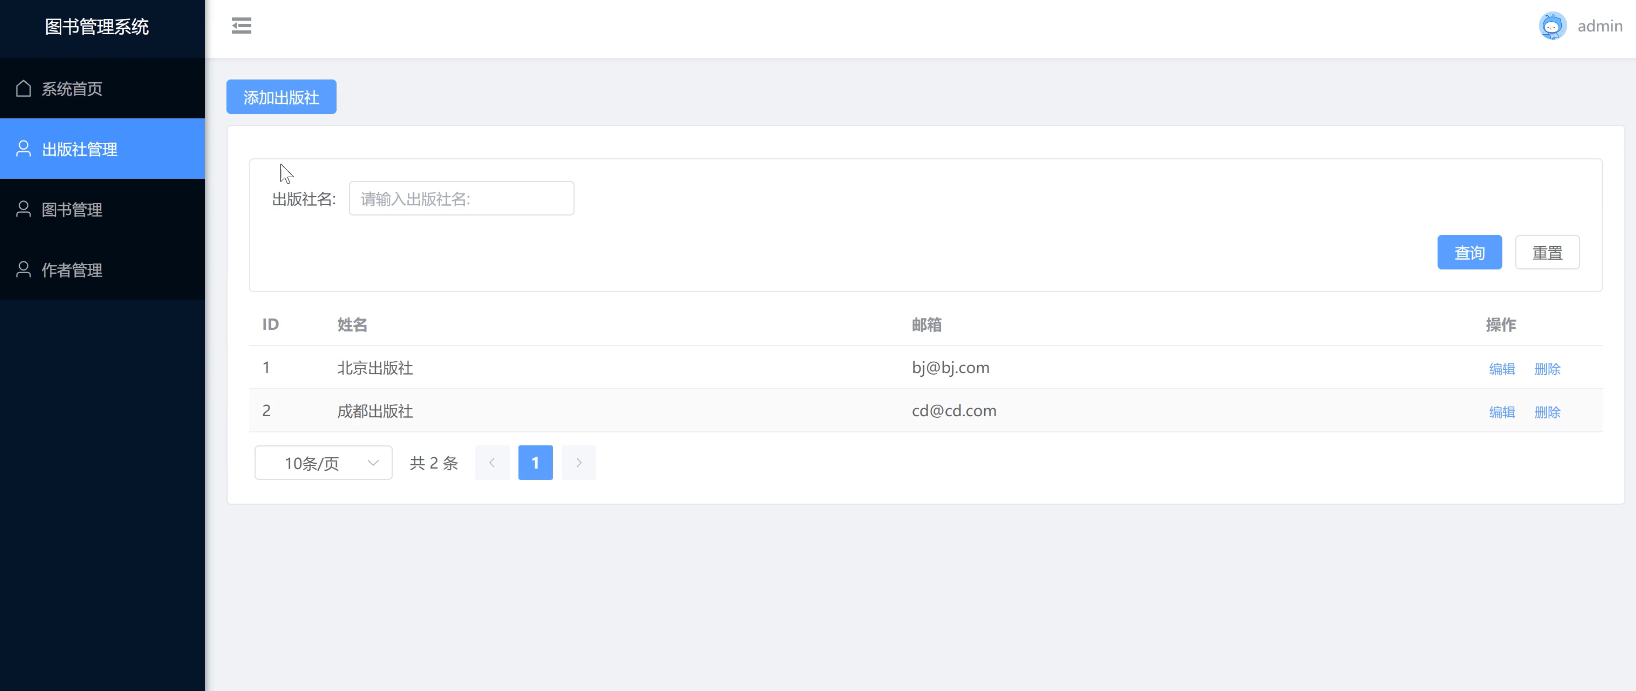 图书管理系统
admin
系统首页
出版社管理
图书管理
作者管理
添加出版社
出版社名: 请输入出版社名:
查询 重置
ID 姓名 邮箱 操作
1 北京出版社 bj@bj.com 编辑 删除
2 成都出版社 cd@cd.com 编辑 删除
10条/页 共 2 条 1